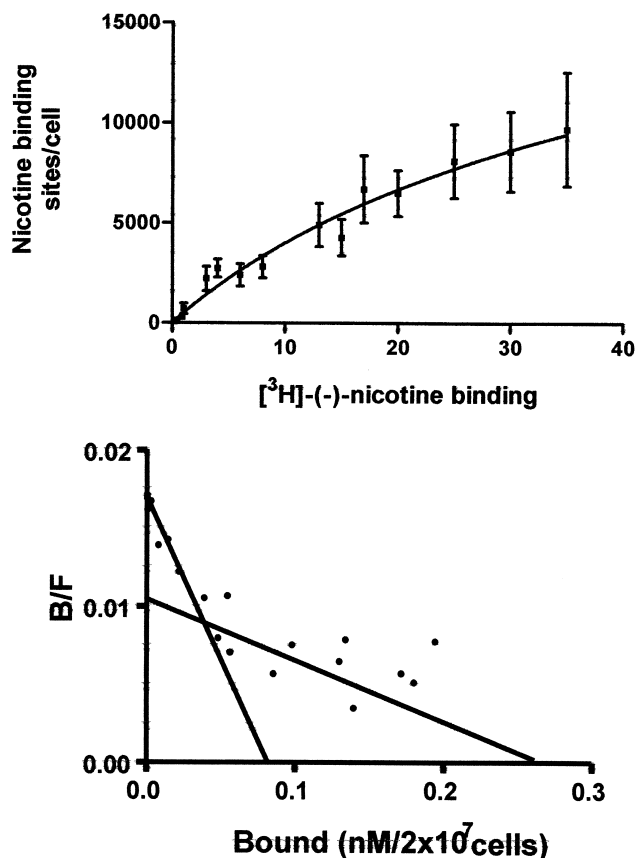 15000
10000
5000
0
Nicotine binding
sites/cell
0 10 20 30 40
[³H]-(-)-nicotine binding
0.02
0.01
0.00
B/F
0.0 0.1 0.2 0.3
Bound (nM/2x10⁷cells)